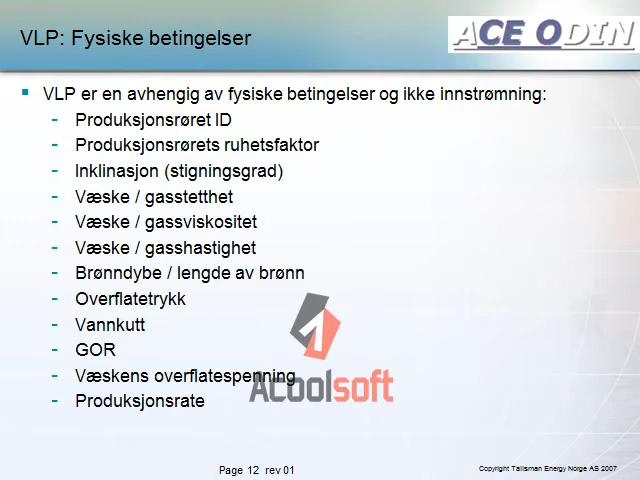 VLP: Fysiske betingelser
ACE ODIN
VLP er en avhengig av fysiske betingelser og ikke innstrømning:
- Produksjonsrøret ID
- Produksjonsrørets ruhetsfaktor
- Inklinasjon (stigningsgrad)
- Væske / gasstetthet
- Væske / gassviskositet
- Væske / gasshastighet
- Brønndybe / lengde av brønn
- Overflatetrykk
- Vannkutt
- GOR
- Væskens overflatespenning
- Produksjonsrate
Acoolsoft
Page 12 rev 01
Copyright Talisman Energy Norge AS 2007